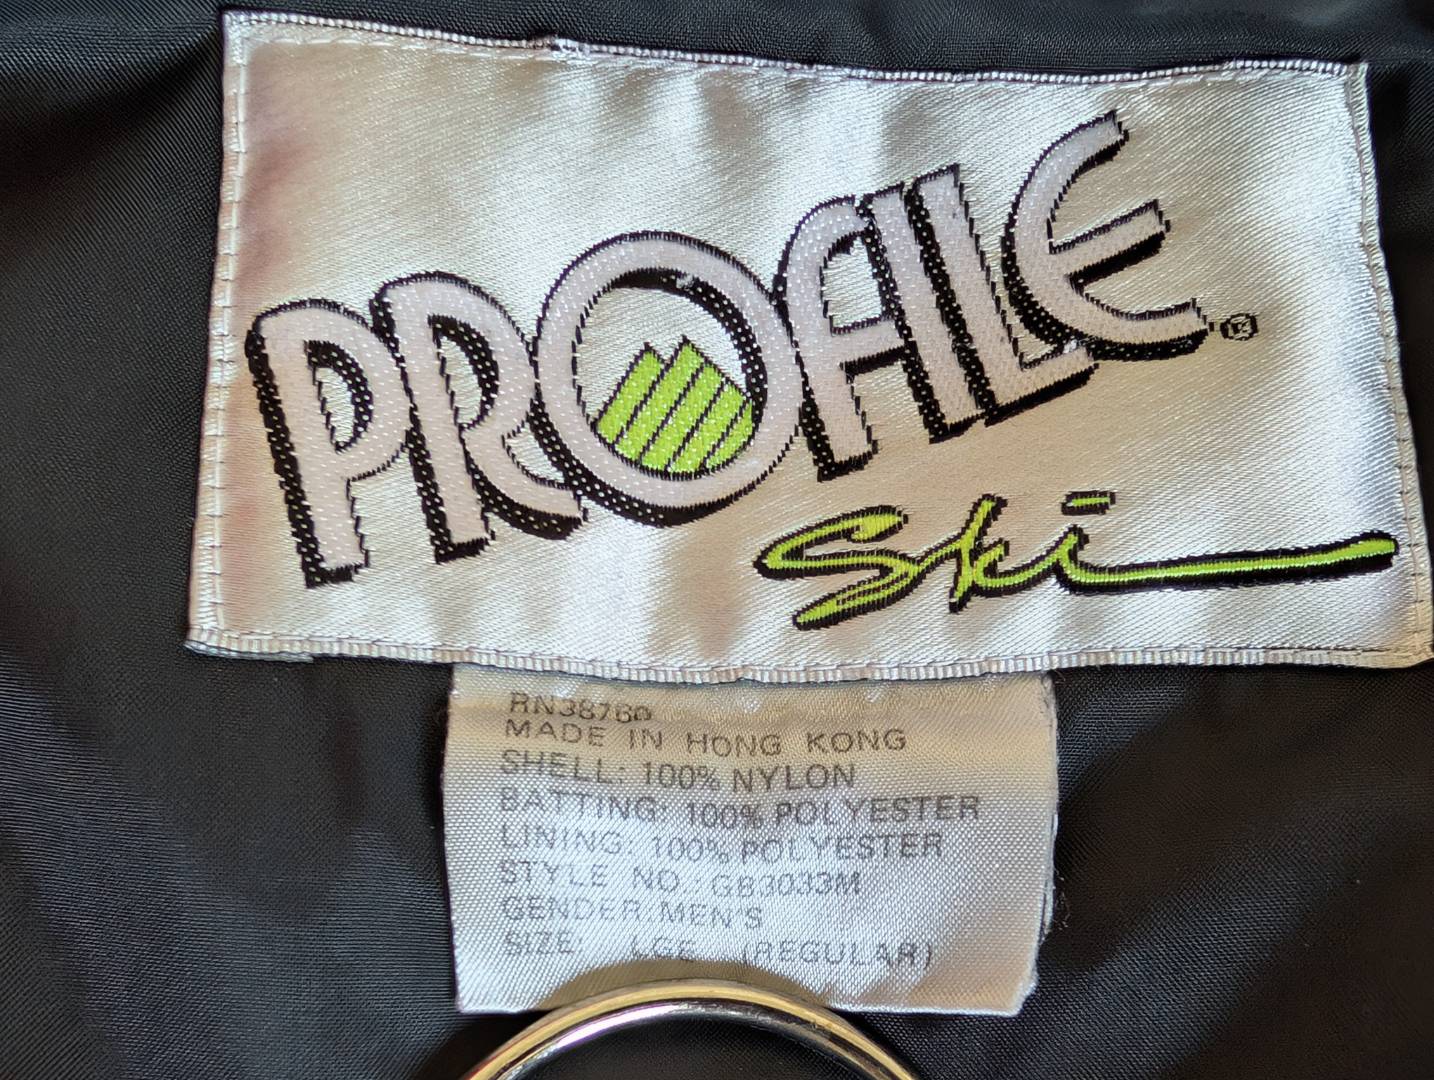 PROFILE®
Ski
RN38760
MADE IN HONG KONG
SHELL: 100% NYLON
BATTING: 100% POLYESTER
LINING: 100% POLYESTER
STYLE NO.: GB3033M
GENDER: MEN'S
SIZE: LGE (REGULAR)